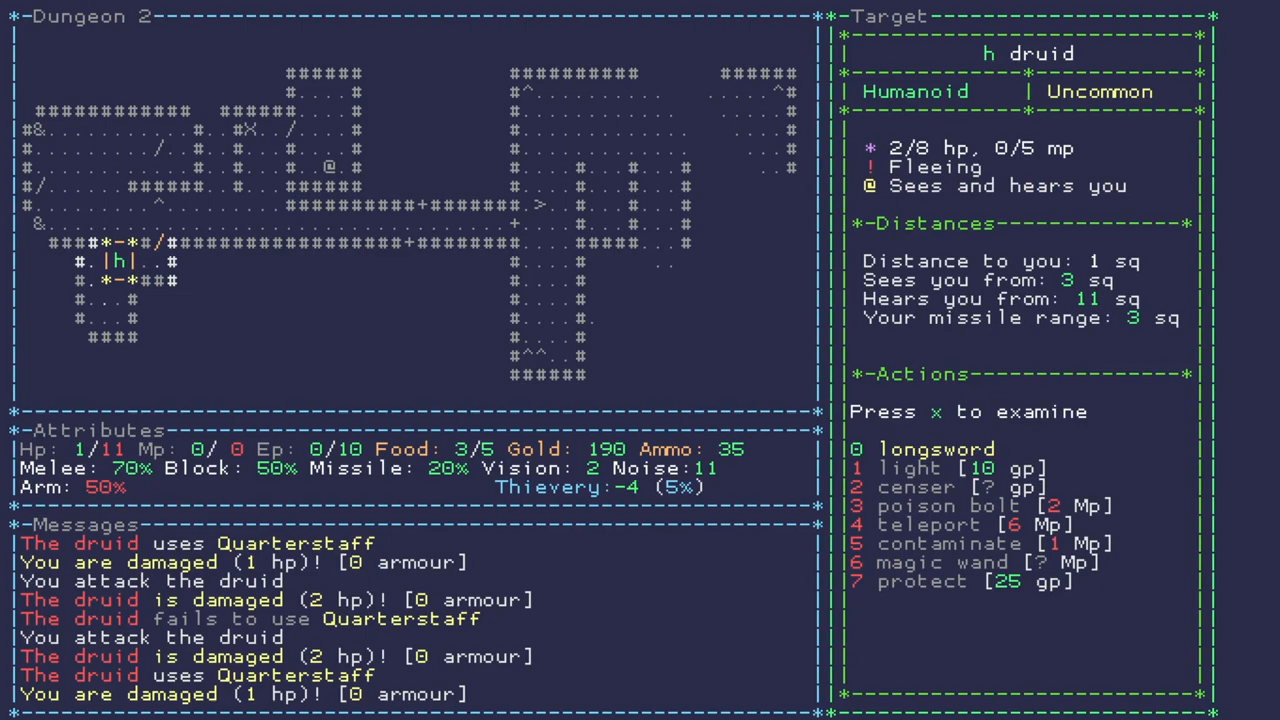 Dungeon 2
Target
h druid
Humanoid | Uncommon
* 2/8 hp, 0/5 mp
! Fleeing
@ Sees and hears you
Distances
Distance to you: 1 sq
Sees you from: 3 sq
Hears you from: 11 sq
Your missile range: 3 sq
Actions
Press x to examine
0 longsword
1 light [10 gp]
2 censer [? gp]
3 poison bolt [2 Mp]
4 teleport [6 Mp]
5 contaminate [1 Mp]
6 magic wand [? Mp]
7 protect [25 gp]
Attributes
Hp: 1/11 Mp: 0/ 0 Ep: 0/10 Food: 3/5 Gold: 190 Ammo: 35
Melee: 70% Block: 50% Missile: 20% Vision: 2 Noise:11
Arm: 50% Thievery:-4 (5%)
Messages
The druid uses Quarterstaff
You are damaged (1 hp)! [0 armour]
You attack the druid
The druid is damaged (2 hp)! [0 armour]
The druid fails to use Quarterstaff
You attack the druid
The druid is damaged (2 hp)! [0 armour]
The druid uses Quarterstaff
You are damaged (1 hp)! [0 armour]